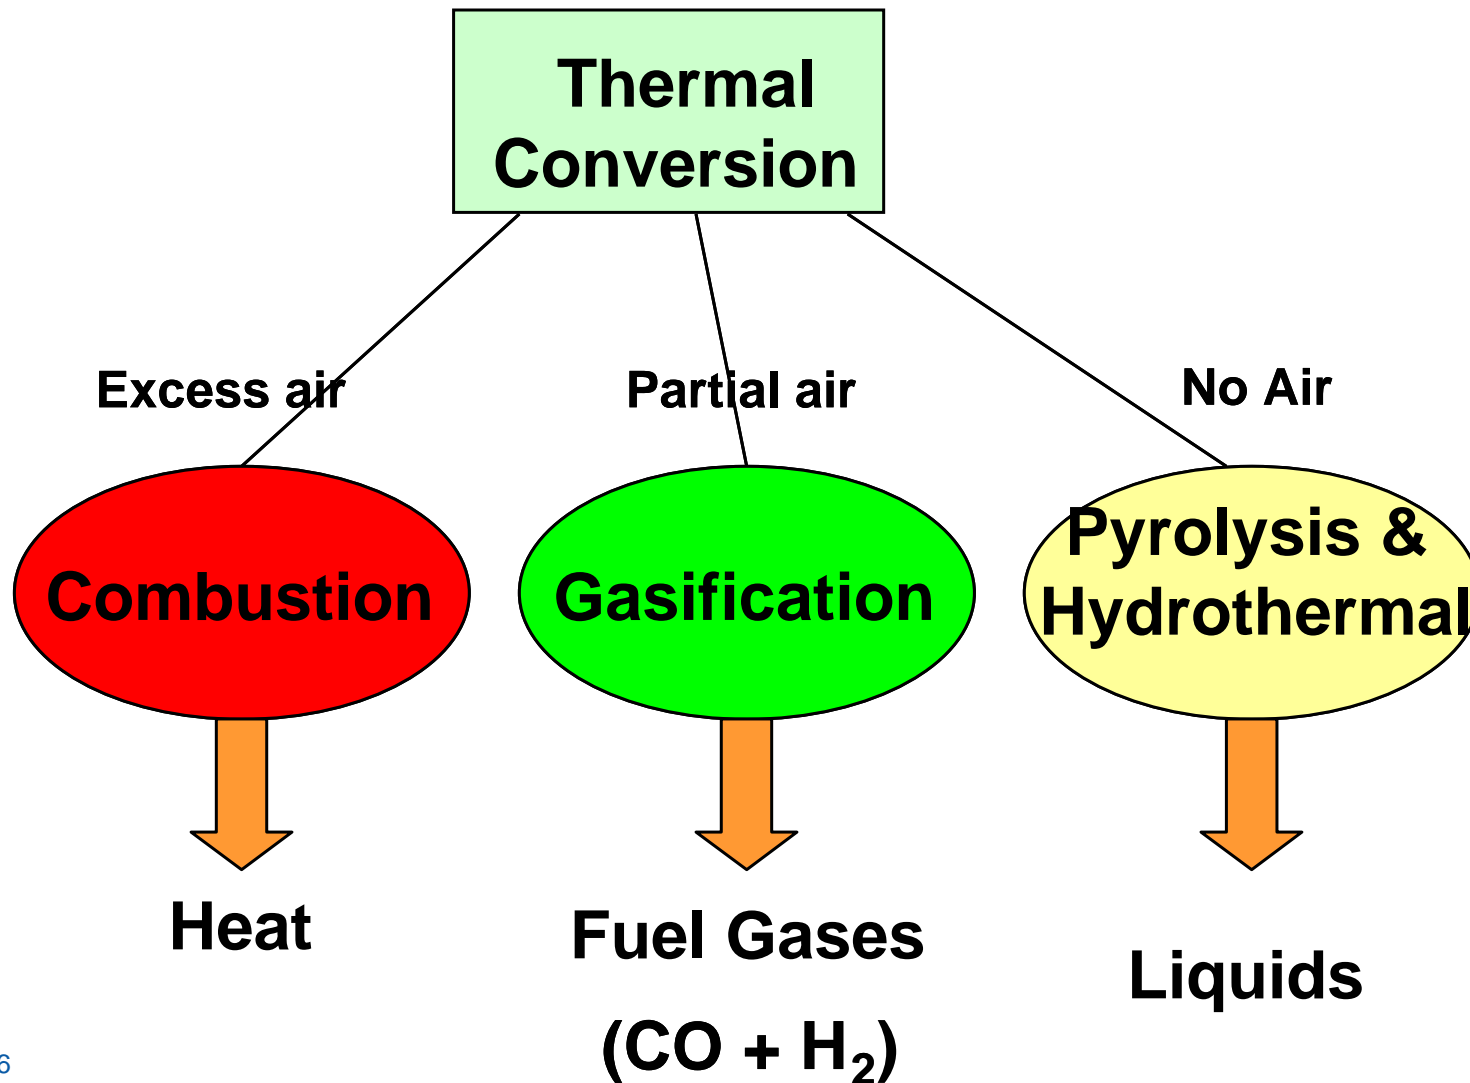 Thermal
Conversion
Excess air
Partial air
No Air
Combustion
Gasification
Pyrolysis &
Hydrothermal
Heat
Fuel Gases
(CO + H₂)
Liquids
6